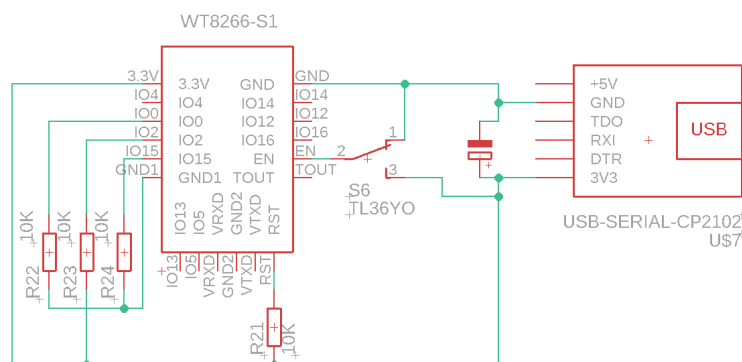 WT8266-S1
3.3V
IO4
IO0
IO2
IO15
GND1
3.3V
IO4
IO0
IO2
IO15
GND1
GND
IO14
IO12
IO16
EN
TOUT
GND
IO14
IO12
IO16
EN
TOUT
IO13
IO5
VRXD
GND2
VTXD
RST
IO13
IO5
VRXD
GND2
VTXD
RST
2
1
3
S6
TL36YO
+5V
GND
TDO
RXI
DTR
3V3
USB
USB-SERIAL-CP2102
U$7
10K
R22
10K
R23
10K
R24
R21
10K